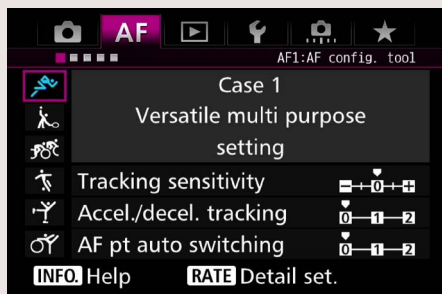 AF
AF1:AF config. tool
Case 1
Versatile multi purpose
setting
Tracking sensitivity -+0++
Accel./decel. tracking 0-1-2
AF pt auto switching 0-1-2
INFO. Help RATE Detail set.